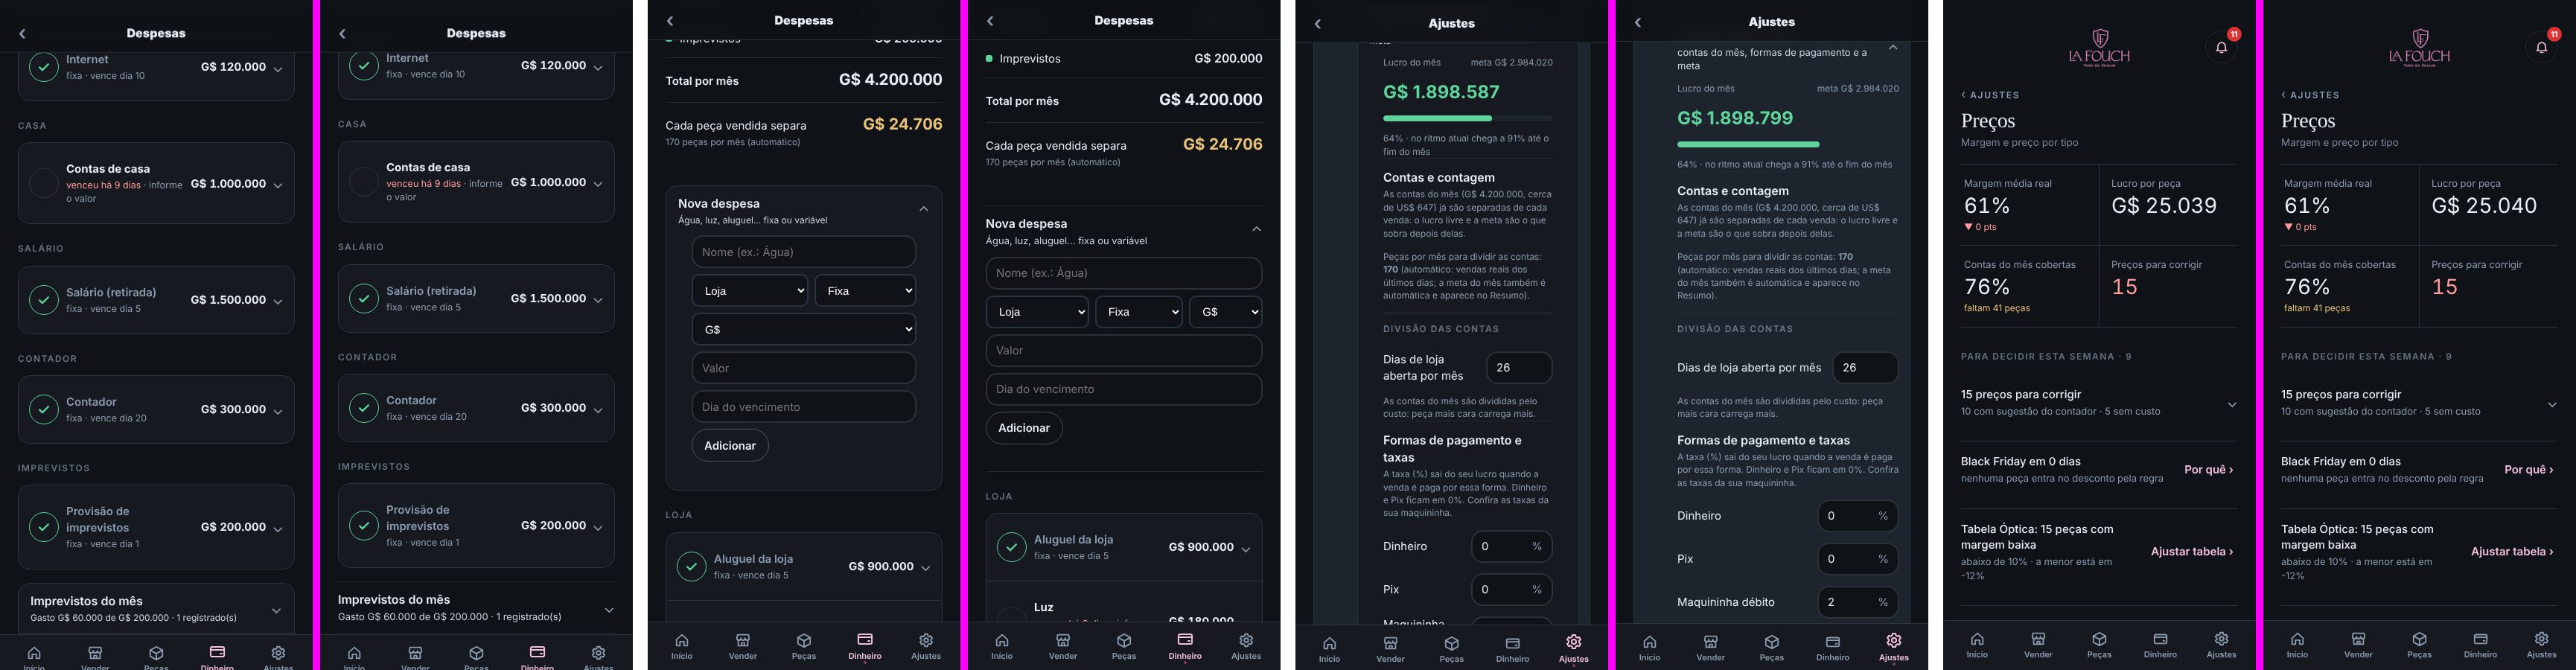 Despesas
Internet
fixa · vence dia 10
G$ 120.000
CASA
Contas de casa
venceu há 9 dias · informe
o valor
G$ 1.000.000
SALÁRIO
Salário (retirada)
fixa · vence dia 5
G$ 1.500.000
CONTADOR
Contador
fixa · vence dia 20
G$ 300.000
IMPREVISTOS
Provisão de
imprevistos
fixa · vence dia 1
G$ 200.000
Imprevistos do mês
Gasto G$ 60.000 de G$ 200.000 · 1 registrado(s)
Início
Vender
Peças
Dinheiro
Ajustes
Despesas
Internet
fixa · vence dia 10
G$ 120.000
CASA
Contas de casa
venceu há 9 dias · informe
o valor
G$ 1.000.000
SALÁRIO
Salário (retirada)
fixa · vence dia 5
G$ 1.500.000
CONTADOR
Contador
fixa · vence dia 20
G$ 300.000
IMPREVISTOS
Provisão de
imprevistos
fixa · vence dia 1
G$ 200.000
Imprevistos do mês
Gasto G$ 60.000 de G$ 200.000 · 1 registrado(s)
Início
Vender
Peças
Dinheiro
Ajustes
Despesas
Imprevistos
G$ 200.000
Total por mês
G$ 4.200.000
Cada peça vendida separa
G$ 24.706
170 peças por mês (automático)
Nova despesa
Água, luz, aluguel... fixa ou variável
Nome (ex.: Água)
Loja
Fixa
G$
Valor
Dia do vencimento
Adicionar
LOJA
Aluguel da loja
fixa · vence dia 5
G$ 900.000
Início
Vender
Peças
Dinheiro
Ajustes
Despesas
Imprevistos
G$ 200.000
Total por mês
G$ 4.200.000
Cada peça vendida separa
G$ 24.706
170 peças por mês (automático)
Nova despesa
Água, luz, aluguel... fixa ou variável
Nome (ex.: Água)
Loja
Fixa
G$
Valor
Dia do vencimento
Adicionar
LOJA
Aluguel da loja
fixa · vence dia 5
G$ 900.000
Luz
G$ 180.000
Início
Vender
Peças
Dinheiro
Ajustes
Ajustes
meta
Lucro do mês
meta G$ 2.984.020
G$ 1.898.587
64% · no ritmo atual chega a 91% até o
fim do mês
Contas e contagem
As contas do mês (G$ 4.200.000, cerca
de US$ 647) já são separadas de cada
venda: o lucro livre e a meta são o que
sobra depois delas.
Peças por mês para dividir as contas:
170 (automático: vendas reais dos
últimos dias; a meta do mês também é
automática e aparece no Resumo).
DIVISÃO DAS CONTAS
Dias de loja
aberta por mês
26
As contas do mês são divididas pelo
custo: peça mais cara carrega mais.
Formas de pagamento e
taxas
A taxa (%) sai do seu lucro quando a
venda é paga por essa forma. Dinheiro
e Pix ficam em 0%. Confira as taxas da
sua maquininha.
Dinheiro
0 %
Pix
0 %
Maquininha
Início
Vender
Peças
Dinheiro
Ajustes
Ajustes
contas do mês, formas de pagamento e a
meta
Lucro do mês
meta G$ 2.984.020
G$ 1.898.799
64% · no ritmo atual chega a 91% até o fim do mês
Contas e contagem
As contas do mês (G$ 4.200.000, cerca de US$
647) já são separadas de cada venda: o lucro livre e
a meta são o que sobra depois delas.
Peças por mês para dividir as contas: 170
(automático: vendas reais dos últimos dias; a meta
do mês também é automática e aparece no
Resumo).
DIVISÃO DAS CONTAS
Dias de loja aberta por mês
26
As contas do mês são divididas pelo custo: peça
mais cara carrega mais.
Formas de pagamento e taxas
A taxa (%) sai do seu lucro quando a venda é paga
por essa forma. Dinheiro e Pix ficam em 0%. Confira
as taxas da sua maquininha.
Dinheiro
0 %
Pix
0 %
Maquininha débito
2 %
Início
Vender
Peças
Dinheiro
Ajustes
LA FOUCH
11
‹ AJUSTES
Preços
Margem e preço por tipo
Margem média real
61%
▼ 0 pts
Lucro por peça
G$ 25.039
Contas do mês cobertas
76%
faltam 41 peças
Preços para corrigir
15
PARA DECIDIR ESTA SEMANA · 9
15 preços para corrigir
10 com sugestão do contador · 5 sem custo
Black Friday em 0 dias
nenhuma peça entra no desconto pela regra
Por quê ›
Tabela Óptica: 15 peças com
margem baixa
abaixo de 10% · a menor está em
-12%
Ajustar tabela ›
Início
Vender
Peças
Dinheiro
Ajustes
LA FOUCH
11
‹ AJUSTES
Preços
Margem e preço por tipo
Margem média real
61%
▼ 0 pts
Lucro por peça
G$ 25.040
Contas do mês cobertas
76%
faltam 41 peças
Preços para corrigir
15
PARA DECIDIR ESTA SEMANA · 9
15 preços para corrigir
10 com sugestão do contador · 5 sem custo
Black Friday em 0 dias
nenhuma peça entra no desconto pela regra
Por quê ›
Tabela Óptica: 15 peças com
margem baixa
abaixo de 10% · a menor está em
-12%
Ajustar tabela ›
Início
Vender
Peças
Dinheiro
Ajustes